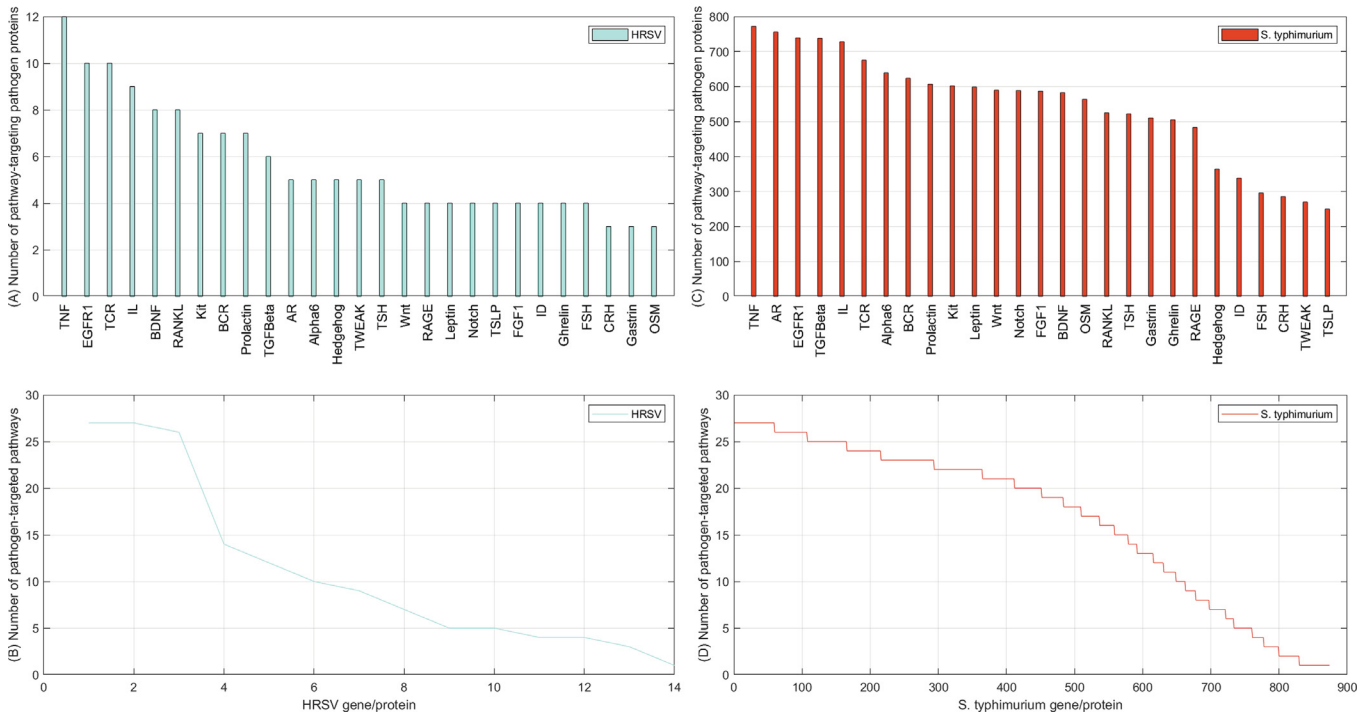 (A) Number of pathway-targeting pathogen proteins
12
10
8
6
4
2
0
HRSV
TNF
EGFR1
TCR
IL
BDNF
RANKL
Kit
BCR
Prolactin
TGFBeta
AR
Alpha6
Hedgehog
TWEAK
TSH
Wnt
RAGE
Leptin
Notch
TSLP
FGF1
ID
Ghrelin
FSH
CRH
Gastrin
OSM
(C) Number of pathway-targeting pathogen proteins
800
700
600
500
400
300
200
100
0
S. typhimurium
TNF
AR
EGFR1
TGFBeta
IL
TCR
Alpha6
BCR
Prolactin
Kit
Leptin
Wnt
Notch
FGF1
BDNF
OSM
RANKL
TSH
Gastrin
Ghrelin
RAGE
Hedgehog
ID
FSH
CRH
TWEAK
TSLP
(B) Number of pathogen-targeted pathways
30
25
20
15
10
5
0
HRSV
0 2 4 6 8 10 12 14
HRSV gene/protein
(D) Number of pathogen-targeted pathways
30
25
20
15
10
5
0
S. typhimurium
0 100 200 300 400 500 600 700 800 900
S. typhimurium gene/protein